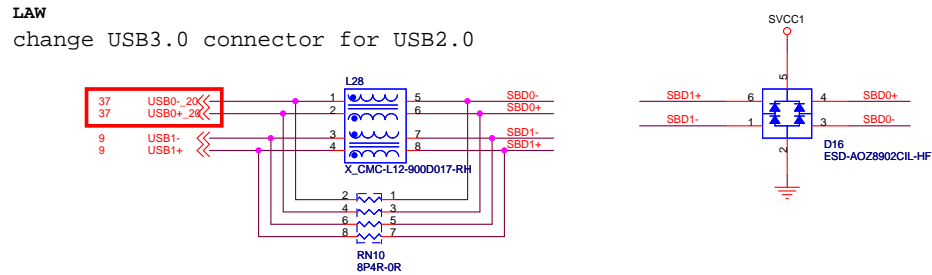 LAW
change USB3.0 connector for USB2.0
SVCC1
L28
37 USB0-_20 1 5 SBD0-
37 USB0+_20 2 6 SBD0+
9 USB1- 3 7 SBD1-
9 USB1+ 4 8 SBD1+
X_CMC-L12-900D017-RH
2 1
4 3
6 5
8 7
RN10
8P4R-0R
5
SBD1+ 6 4 SBD0+
SBD1- 1 3 SBD0-
2
D16
ESD-AOZ8902CIL-HF